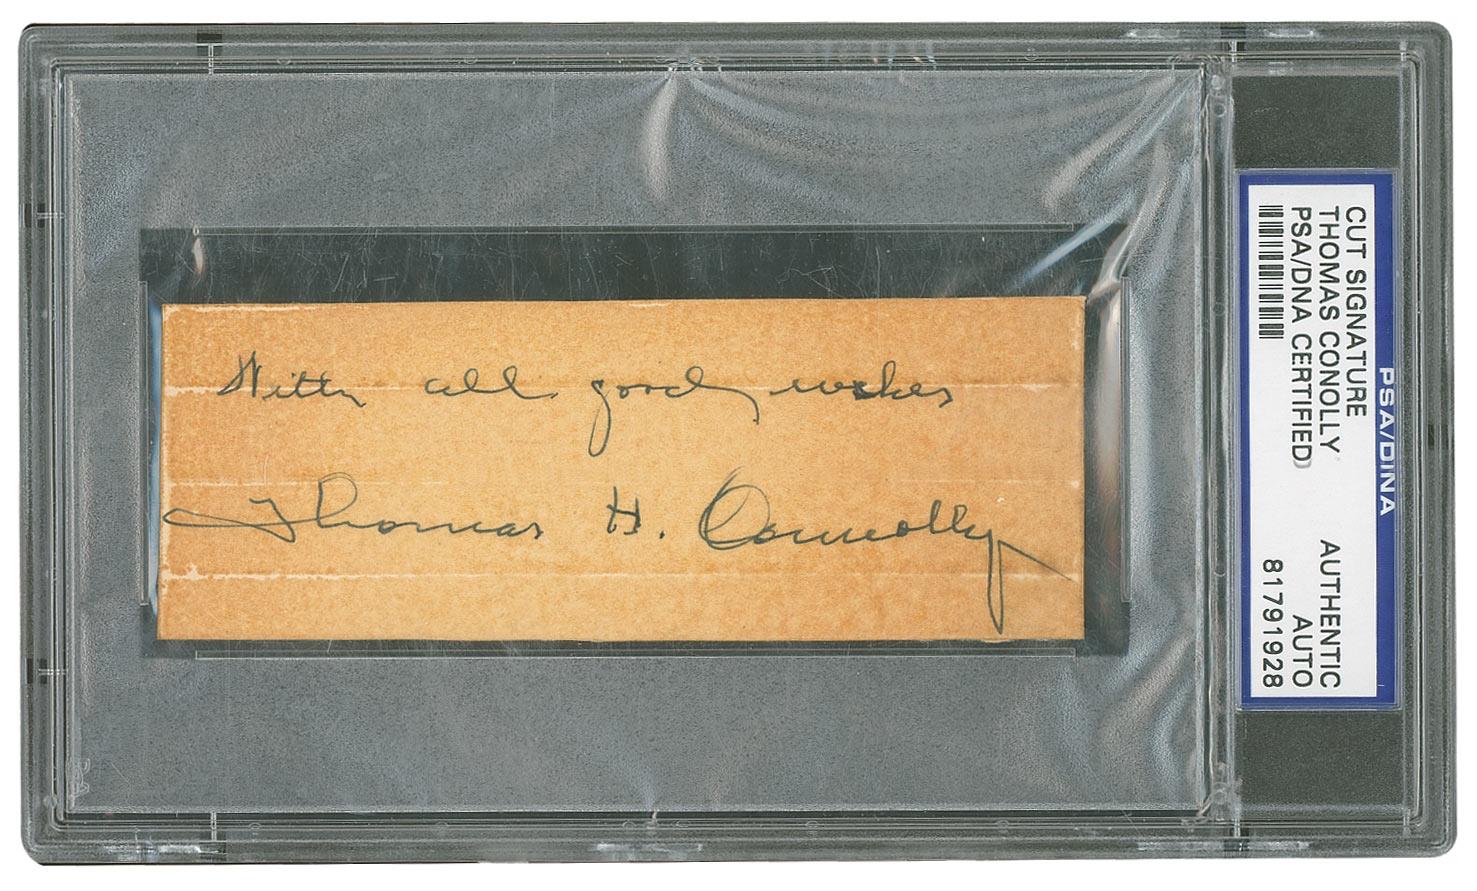 With all good wishes
Thomas H. Connolly
PSA/DNA
CUT SIGNATURE
THOMAS CONOLLY
PSA/DNA CERTIFIED
AUTHENTIC
AUTO
81791928